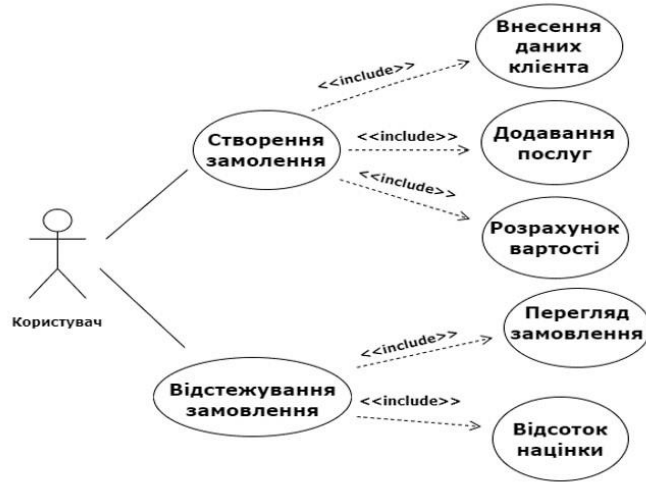 Внесення
даних
клієнта
<<include>>
Створення
замолення
<<include>>
Додавання
послуг
<<include>>
Розрахунок
вартості
Користувач
Перегляд
замовлення
<<include>>
Відстежування
замовлення
<<include>>
Відсоток
націнки